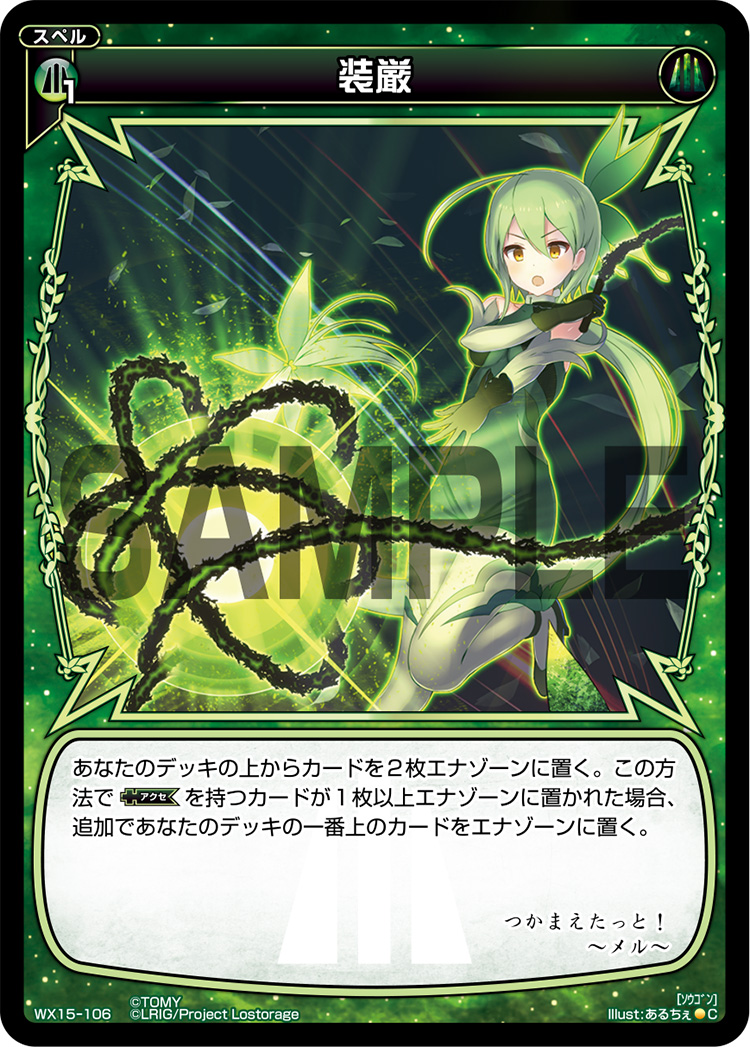 スペル
1
装厳
SAMPLE
あなたのデッキの上からカードを2枚エナゾーンに置く。この方
法で アクセ を持つカードが1枚以上エナゾーンに置かれた場合、
追加であなたのデッキの一番上のカードをエナゾーンに置く。
つかまえたっと！
～メル～
WX15-106
©TOMY
©LRIG/Project Lostorage
[ｿｳｺﾞﾝ]
Illust:あるちぇ C